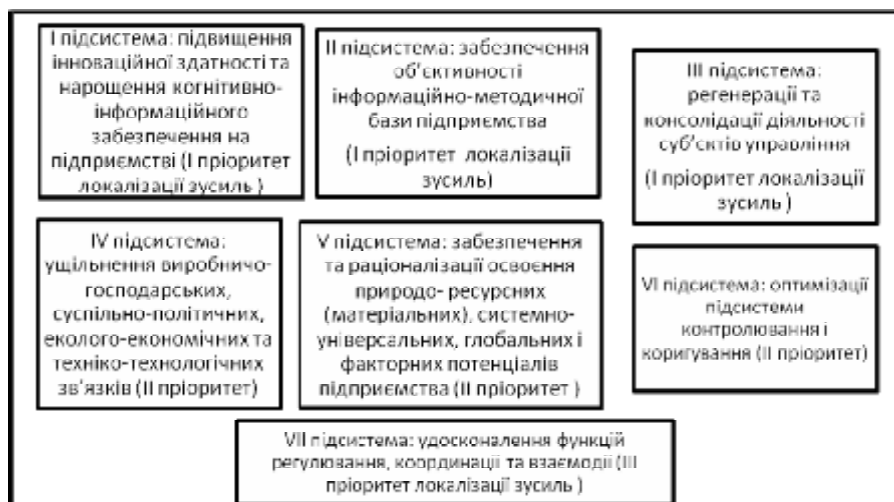 І підсистема: підвищення
інноваційної здатності та
нарощення когнітивно-
інформаційного
забезпечення на
підприємстві (І пріоритет
локалізації зусиль )
ІІ підсистема: забезпечення
об’єктивності
інформаційно-методичної
бази підприємства
(І пріоритет локалізації
зусиль)
ІІІ підсистема:
регенерації та
консолідації діяльності
суб’єктів управління
(І пріоритет локалізації
зусиль )
IV підсистема:
ущільнення виробничо-
господарських,
суспільно-політичних,
еколого-економічних та
техніко-технологічних
зв’язків (ІІ пріоритет)
V підсистема: забезпечення
та раціоналізації освоєння
природо- ресурсних
(матеріальних), системно-
універсальних, глобальних і
факторних потенціалів
підприємства (ІІ пріоритет )
VI підсистема: оптимізації
підсистеми
контролювання і
коригування (ІІ пріоритет)
VII підсистема: удосконалення функцій
регулювання, координації та взаємодії (ІІІ
пріоритет локалізації зусиль )